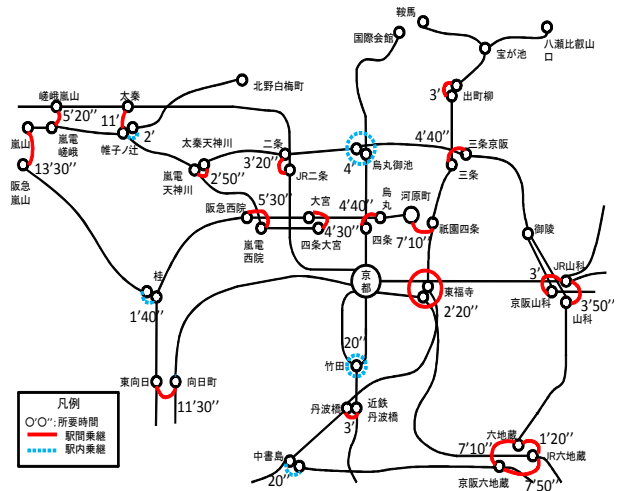 鞍馬
国際会館
宝が池
八瀬比叡山
口
北野白梅町
嵯峨嵐山
太秦
出町柳
3'
5'20''
11'
2'
嵐山
嵐電
嵯峨
帷子ノ辻
太秦天神川
二条
4'40''
三条京阪
13'30''
阪急
嵐山
嵐電
天神川
2'50''
3'20''
JR二条
4'
烏丸御池
三条
5'30''
大宮
4'40''
烏
丸
河原町
阪急西院
御陵
嵐電
西院
4'30''
四条大宮
四条
7'10''
祇園四条
桂
京
都
JR山科
3'
1'40''
東福寺
京阪山科
3'50''
山科
2'20''
20''
竹田
東向日
向日町
11'30''
凡例
○'○'':所要時間
駅間乗継
駅内乗継
丹波橋
近鉄
丹波橋
3'
六地蔵
1'20''
7'10''
JR六地蔵
中書島
20''
京阪六地蔵
7'50''